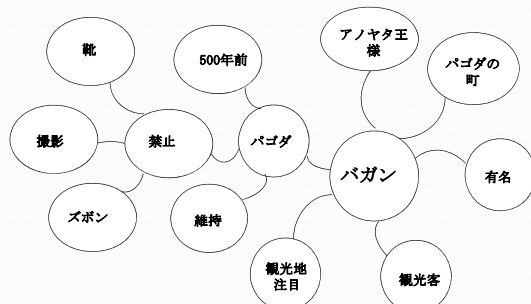 靴
500年前
アノヤタ王
様
パゴダの
町
撮影
禁止
パゴダ
バガン
有名
ズボン
維持
観光地
注目
観光客